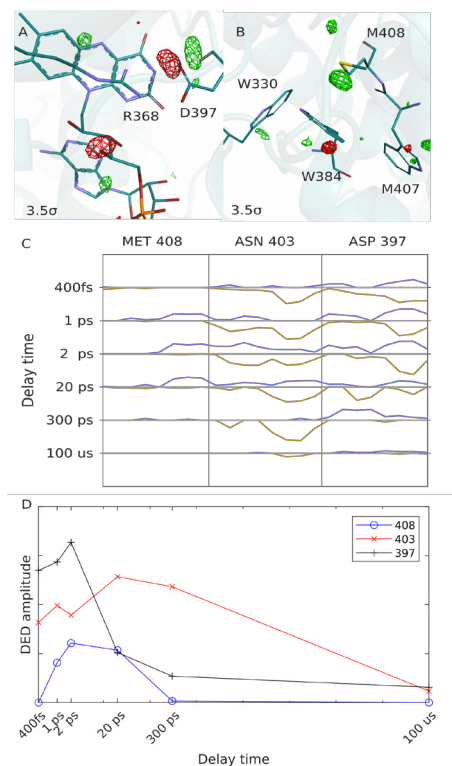 A
R368
D397
3.5σ
B
M408
W330
W384
M407
3.5σ
C
MET 408
ASN 403
ASP 397
Delay time
400fs
1 ps
2 ps
20 ps
300 ps
100 us
D
DED amplitude
408
403
397
400fs
1 ps
2 ps
20 ps
300 ps
100 us
Delay time